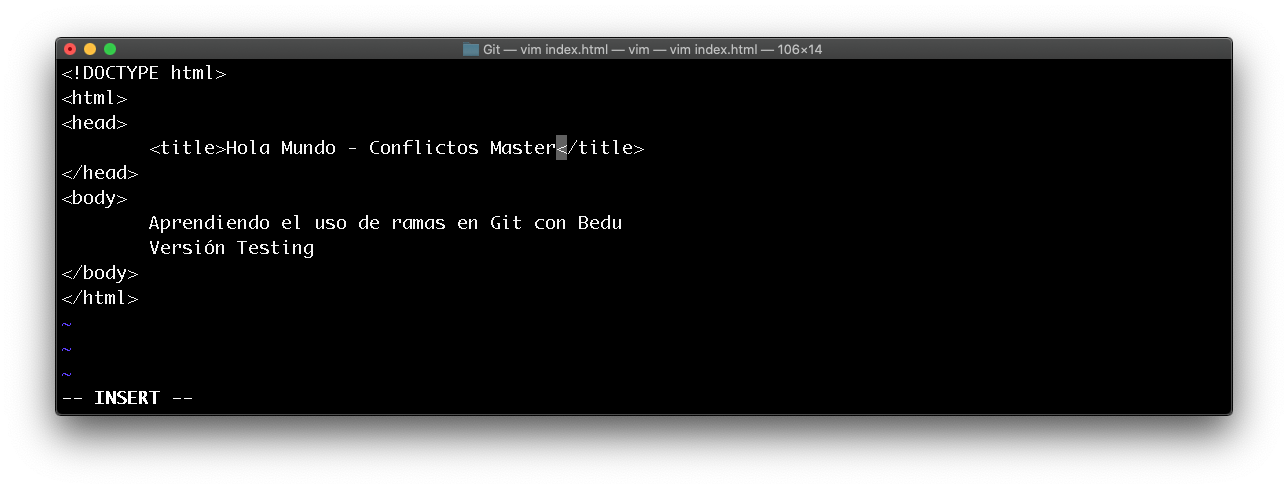 Git — vim index.html — vim — vim index.html — 106×14
<!DOCTYPE html>
<html>
<head>
        <title>Hola Mundo - Conflictos Master</title>
</head>
<body>
        Aprendiendo el uso de ramas en Git con Bedu
        Versión Testing
</body>
</html>
~
~
~
-- INSERT --